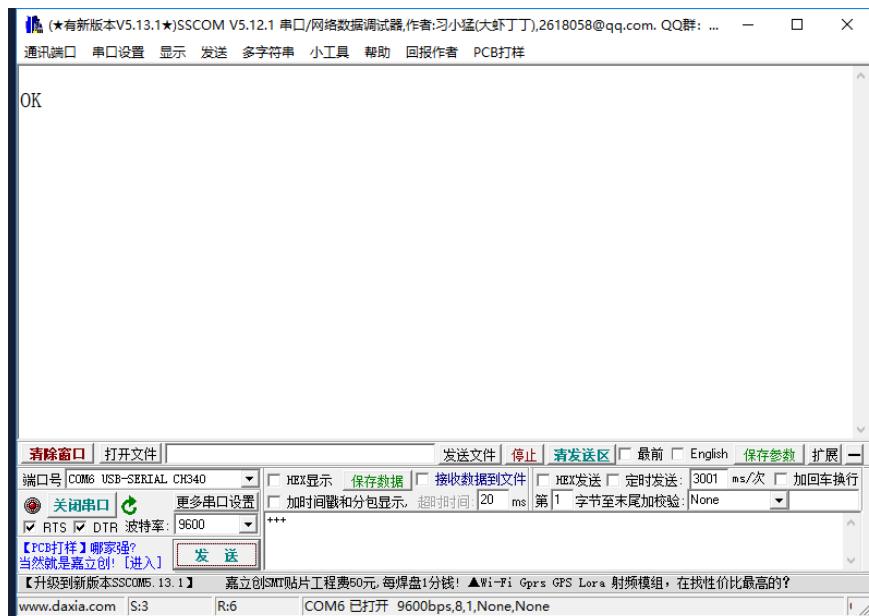 (★有新版本V5.13.1★)SSCOM V5.12.1 串口/网络数据调试器,作者:习小猛(大虾丁丁),2618058@qq.com. QQ群: ...
通讯端口 串口设置 显示 发送 多字符串 小工具 帮助 回报作者 PCB打样
OK
清除窗口 打开文件 发送文件 停止 清发送区 最前 English 保存参数 扩展 —
端口号 COM6 USB-SERIAL CH340 HEX显示 保存数据 接收数据到文件 HEX发送 定时发送: 3001 ms/次 加回车换行
关闭串口 更多串口设置 加时间戳和分包显示, 超时时间: 20 ms 第 1 字节至末尾加校验: None
RTS DTR 波特率: 9600 +++
【PCB打样】哪家强?
当然就是嘉立创! [进入] 发 送
【升级到新版本SSCOM5.13.1】 嘉立创SMT贴片工程费50元,每焊盘1分钱! ▲Wi-Fi Gprs GPS Lora 射频模组，在找性价比最高的?
www.daxia.com S:3 R:6 COM6 已打开 9600bps,8,1,None,None